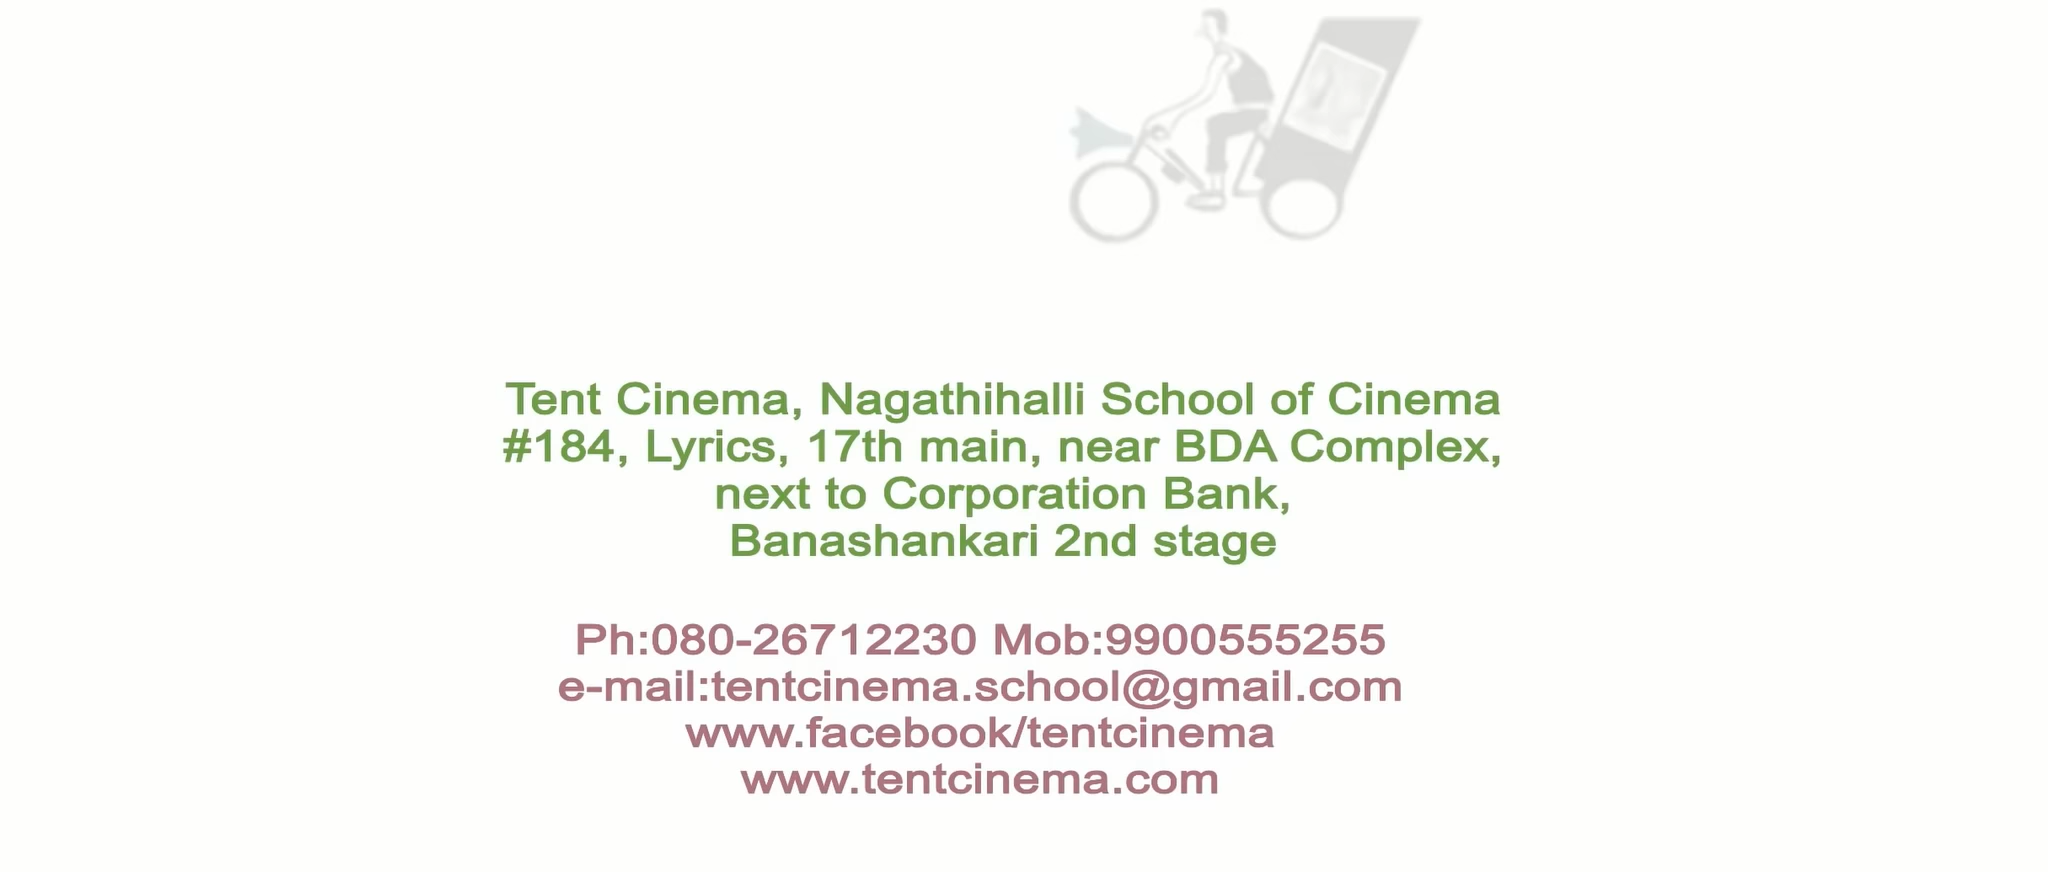 Tent Cinema, Nagathihalli School of Cinema
#184, Lyrics, 17th main, near BDA Complex,
next to Corporation Bank,
Banashankari 2nd stage
Ph:080-26712230 Mob:9900555255
e-mail:tentcinema.school@gmail.com
www.facebook/tentcinema
www.tentcinema.com